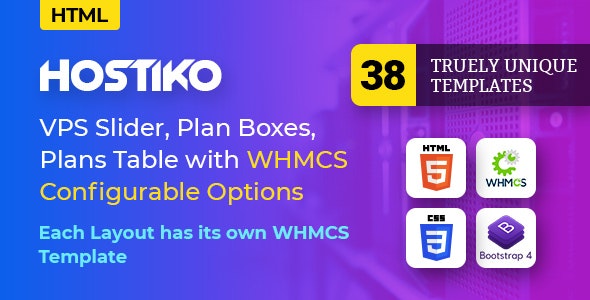 HTML
HOSTIKO
38
TRUELY UNIQUE
TEMPLATES
VPS Slider, Plan Boxes,
Plans Table with WHMCS
Configurable Options
Each Layout has its own WHMCS
Template
HTML
5
WHMCS
CSS
3
B
Bootstrap 4